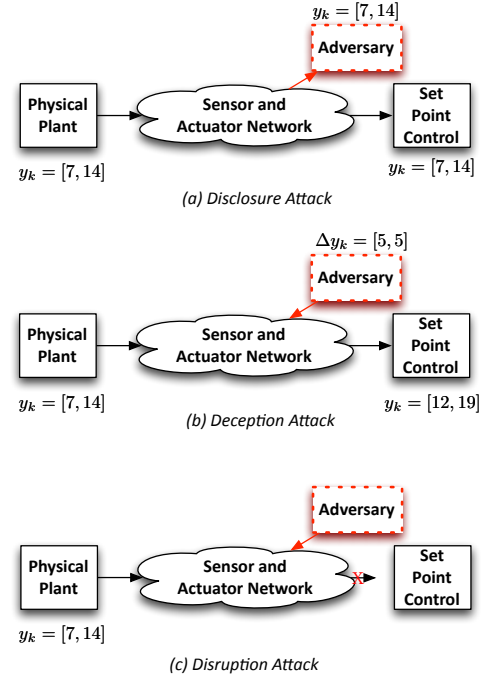 y_k = [7, 14]
Adversary
Physical
Plant
Sensor and
Actuator Network
Set
Point
Control
y_k = [7, 14]
y_k = [7, 14]
(a) Disclosure Attack
Δy_k = [5, 5]
Adversary
Physical
Plant
Sensor and
Actuator Network
Set
Point
Control
y_k = [7, 14]
y_k = [12, 19]
(b) Deception Attack
Adversary
Physical
Plant
Sensor and
Actuator Network
X
Set
Point
Control
y_k = [7, 14]
(c) Disruption Attack